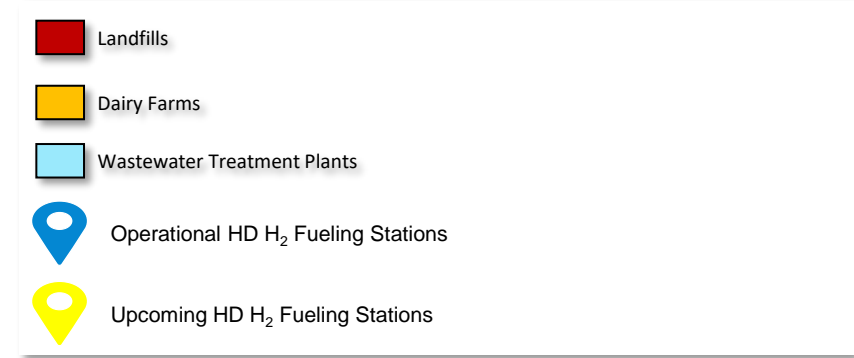 Landfills
Dairy Farms
Wastewater Treatment Plants
Operational HD H₂ Fueling Stations
Upcoming HD H₂ Fueling Stations